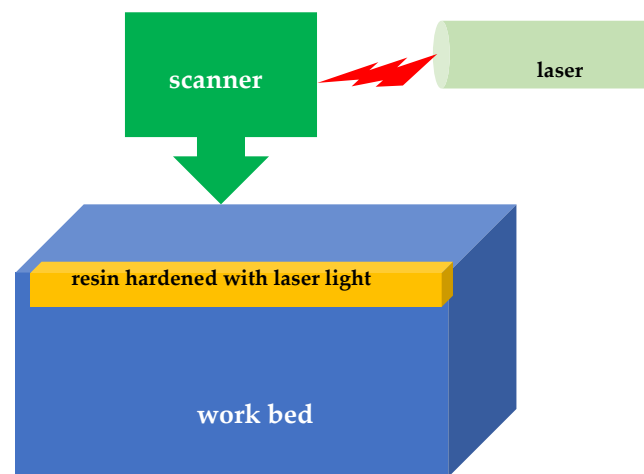 scanner
laser
resin hardened with laser light
work bed